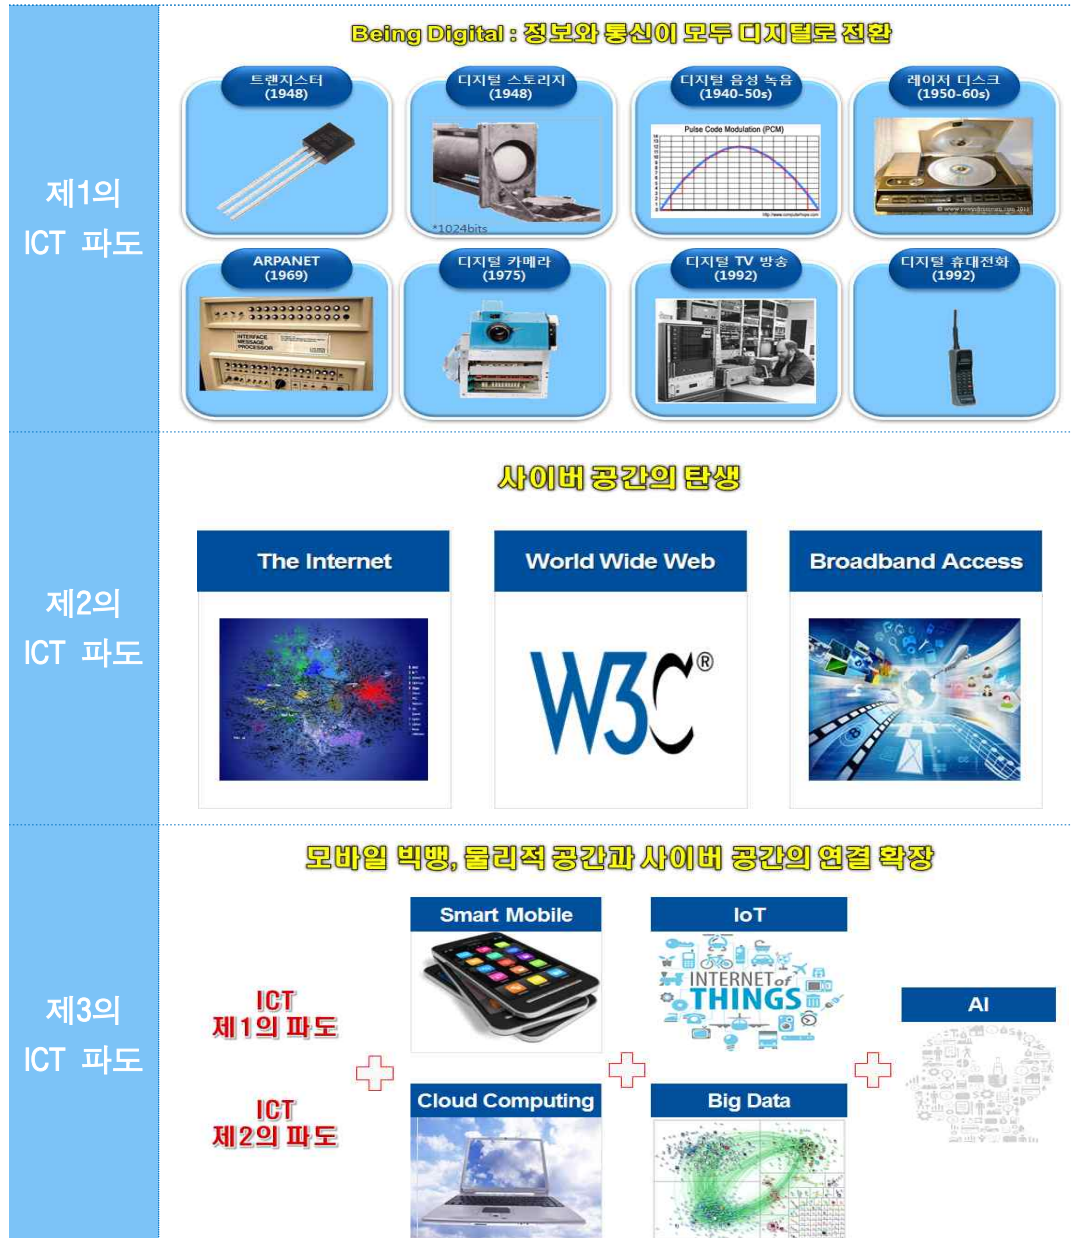 제1의
ICT 파도
Being Digital : 정보와 통신이 모두 디지털로 전환
트랜지스터
(1948)
디지털 스토리지
(1948)
디지털 음성 녹음
(1940-50s)
레이저 디스크
(1950-60s)
*1024bits
Pulse Code Modulation (PCM)
http://www.computerhope.com
ARPANET
(1969)
디지털 카메라
(1975)
디지털 TV 방송
(1992)
디지털 휴대전화
(1992)
INTERFACE
MESSAGE
PROCESSOR
제2의
ICT 파도
사이버 공간의 탄생
The Internet
World Wide Web
Broadband Access
W3C®
제3의
ICT 파도
모바일 빅뱅, 물리적 공간과 사이버 공간의 연결 확장
Smart Mobile
IoT
INTERNET of
THINGS
AI
ICT
제1의 파도
ICT
제2의 파도
Cloud Computing
Big Data